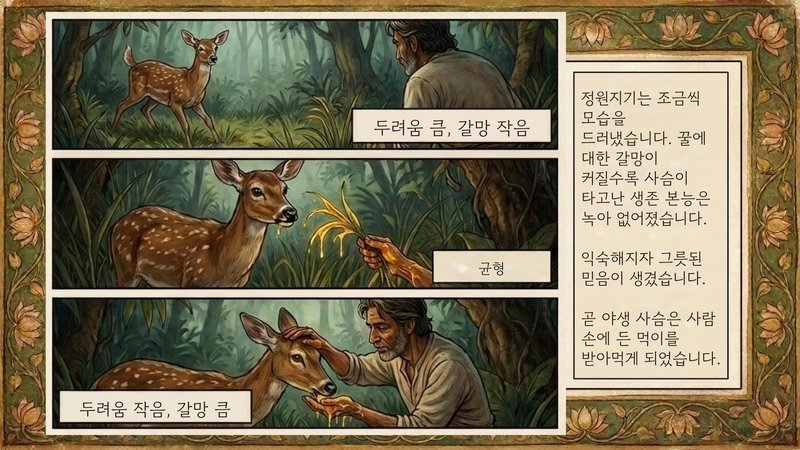 두려움 큼, 갈망 작음
균형
두려움 작음, 갈망 큼
정원지기는 조금씩
모습을
드러냈습니다. 꿀에
대한 갈망이
커질수록 사슴이
타고난 생존 본능은
녹아 없어졌습니다.
익숙해지자 그릇된
믿음이 생겼습니다.
곧 야생 사슴은 사람
손에 든 먹이를
받아먹게 되었습니다.